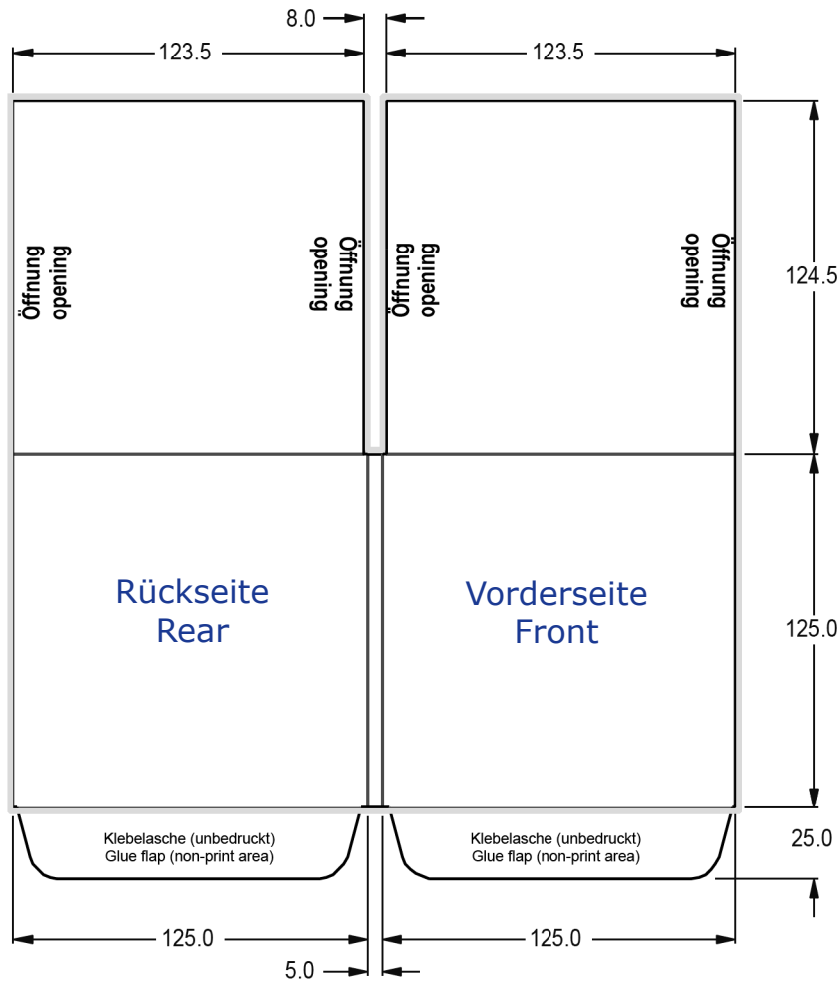 8.0
123.5
123.5
Öffnung
opening
Öffnung
opening
Öffnung
opening
Öffnung
opening
124.5
Rückseite
Rear
Vorderseite
Front
125.0
Klebelasche (unbedruckt)
Glue flap (non-print area)
Klebelasche (unbedruckt)
Glue flap (non-print area)
25.0
125.0
125.0
5.0